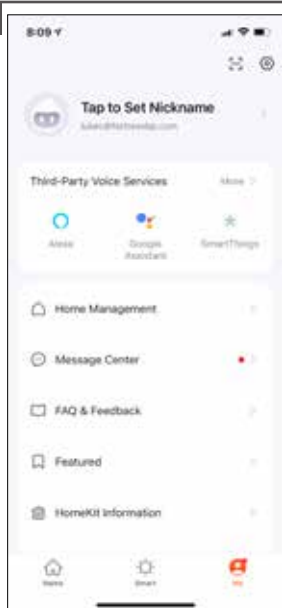 8:09
Tap to Set Nickname
Third-Party Voice Services
More
Alexa
Google
Assistant
SmartThings
Home Management
Message Center
FAQ & Feedback
Featured
HomeKit Information
Home
Smart
Me